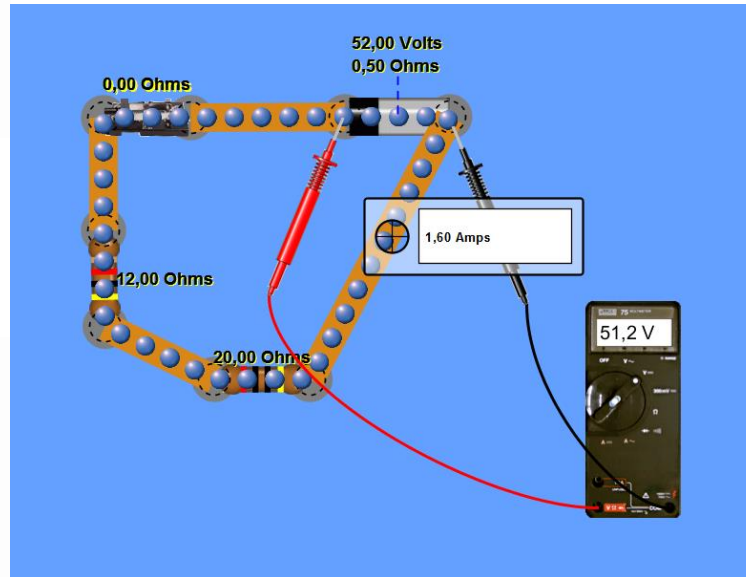 52,00 Volts
0,50 Ohms
0,00 Ohms
1,60 Amps
12,00 Ohms
20,00 Ohms
75
51,2 V
OFF
V
300mV
Ω